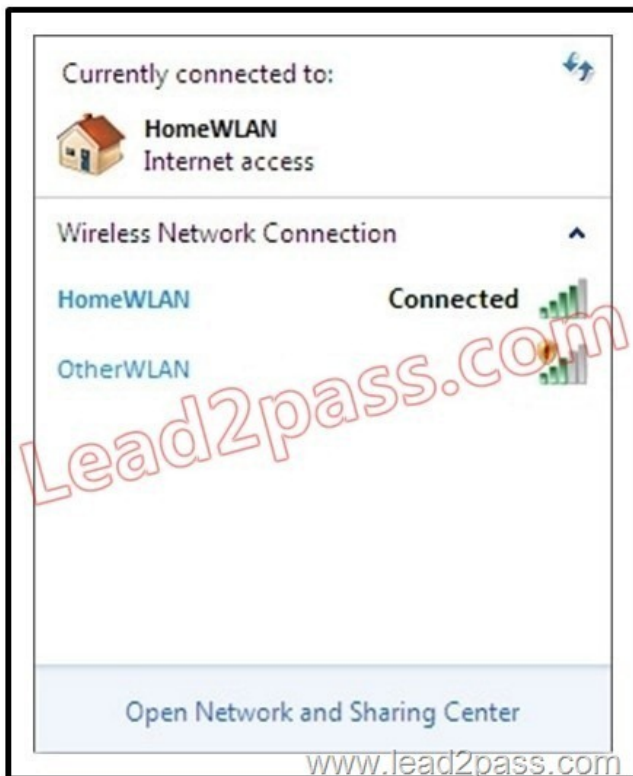 Currently connected to:
HomeWLAN
Internet access
Wireless Network Connection
HomeWLAN Connected
OtherWLAN
Lead2pass.com
Open Network and Sharing Center
www.lead2pass.com